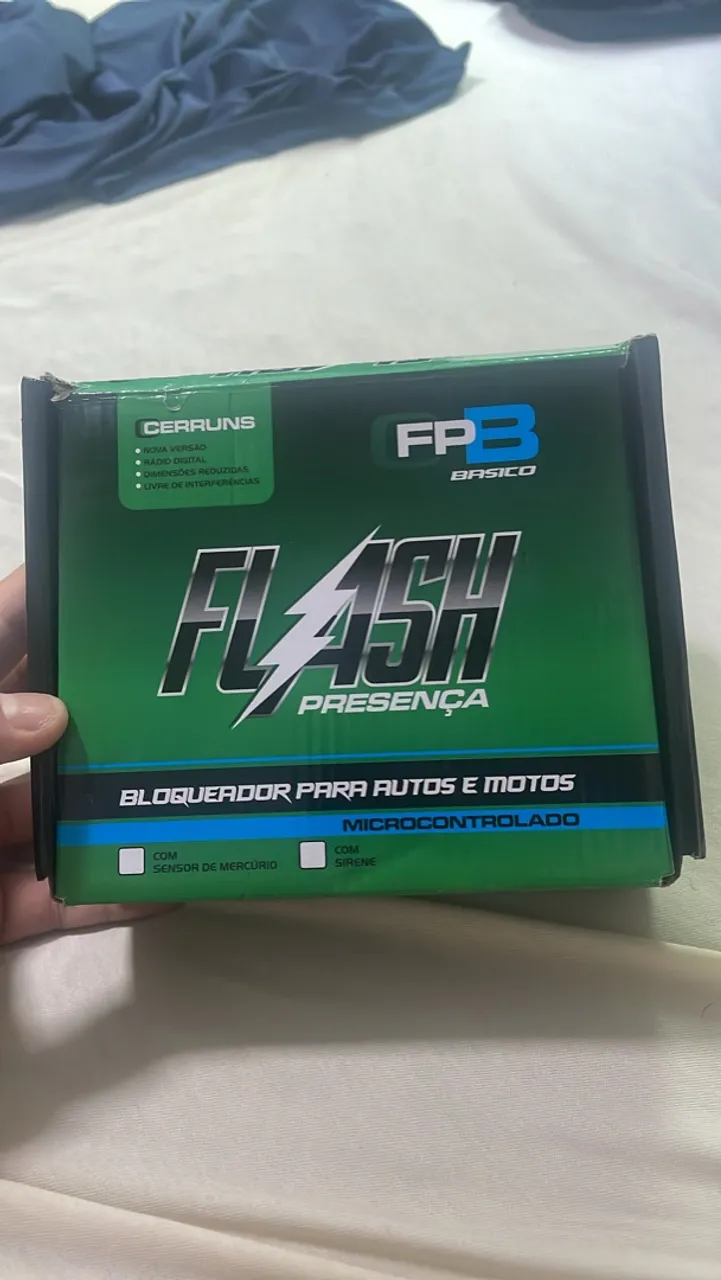 CERRUNS
• NOVA VERSÃO
• RÁDIO DIGITAL
• DIMENSÕES REDUZIDAS
• LIVRE DE INTERFERÊNCIAS
FPB
BASICO
FLASH
PRESENÇA
BLOQUEADOR PARA AUTOS E MOTOS
MICROCONTROLADO
COM
SENSOR DE MERCÚRIO
COM
SIRENE